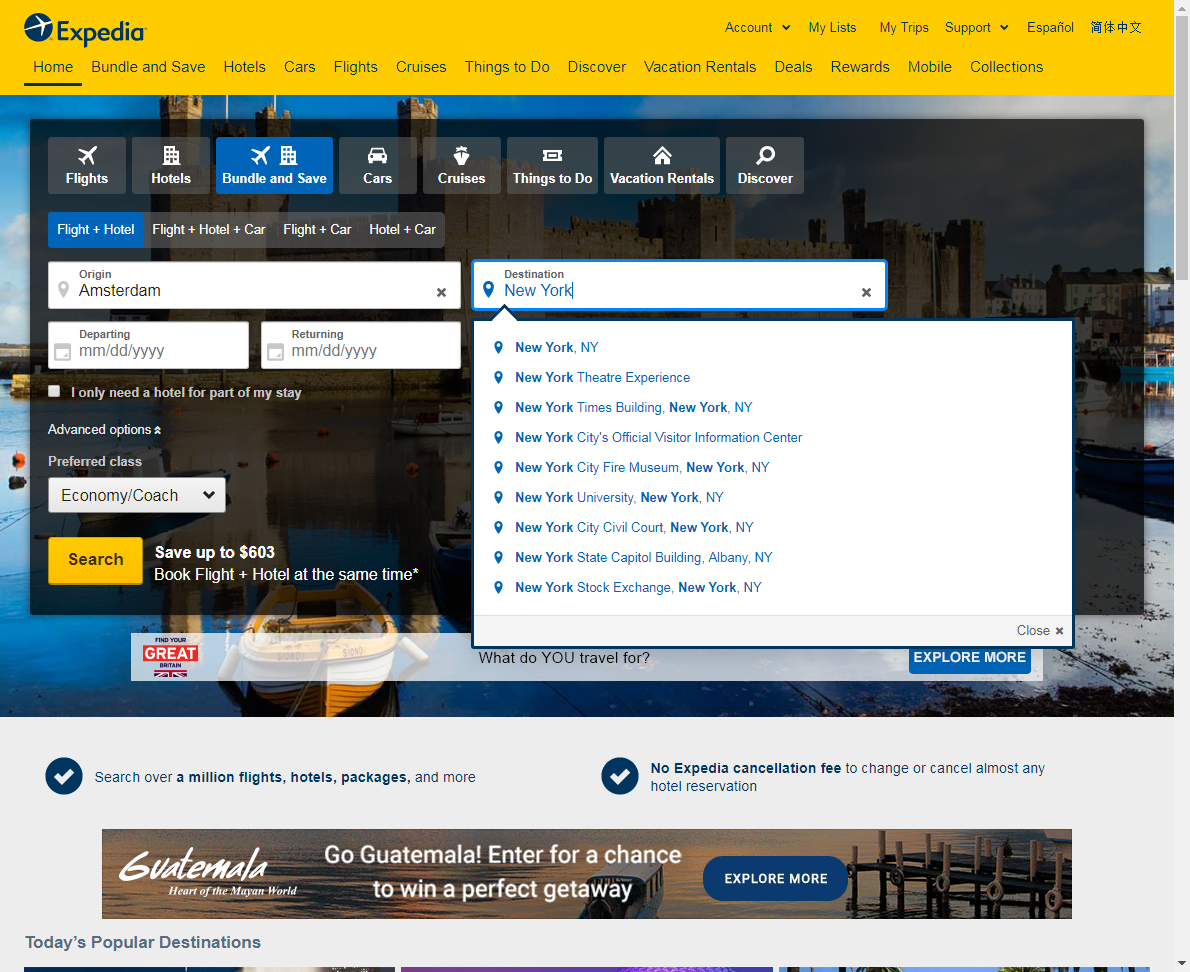 Expedia
Account
My Lists
My Trips
Support
Español
简体中文
Home
Bundle and Save
Hotels
Cars
Flights
Cruises
Things to Do
Discover
Vacation Rentals
Deals
Rewards
Mobile
Collections
Flights
Hotels
Bundle and Save
Cars
Cruises
Things to Do
Vacation Rentals
Discover
Flight + Hotel
Flight + Hotel + Car
Flight + Car
Hotel + Car
Origin
Amsterdam
Destination
New York
Departing
mm/dd/yyyy
Returning
mm/dd/yyyy
I only need a hotel for part of my stay
Advanced options
Preferred class
Economy/Coach
Search
Save up to $603
Book Flight + Hotel at the same time*
New York, NY
New York Theatre Experience
New York Times Building, New York, NY
New York City's Official Visitor Information Center
New York City Fire Museum, New York, NY
New York University, New York, NY
New York City Civil Court, New York, NY
New York State Capitol Building, Albany, NY
New York Stock Exchange, New York, NY
Close
FIND YOUR
GREAT
BRITAIN
What do YOU travel for?
EXPLORE MORE
Search over a million flights, hotels, packages, and more
No Expedia cancellation fee to change or cancel almost any
hotel reservation
Guatemala
Heart of the Mayan World
Go Guatemala! Enter for a chance
to win a perfect getaway
EXPLORE MORE
Today's Popular Destinations